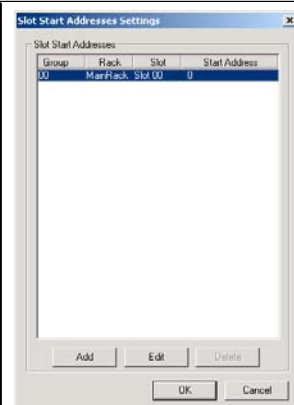 Slot Start Addresses Settings
Slot Start Addresses
Group Rack Slot Start Address
00 MainRack Slot 00 0
Add Edit Delete
OK Cancel